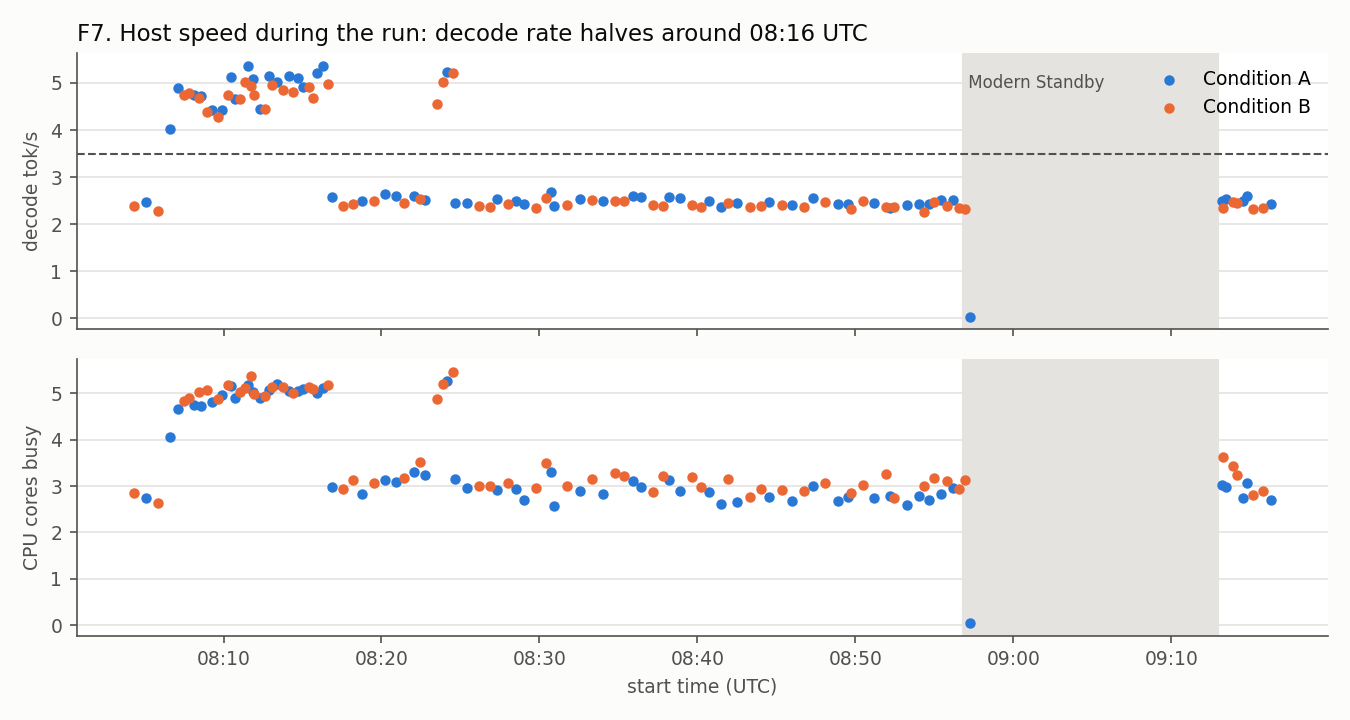 F7. Host speed during the run: decode rate halves around 08:16 UTC
decode tok/s
5
4
3
2
1
0
Modern Standby
Condition A
Condition B
CPU cores busy
5
4
3
2
1
0
08:10 08:20 08:30 08:40 08:50 09:00 09:10
start time (UTC)